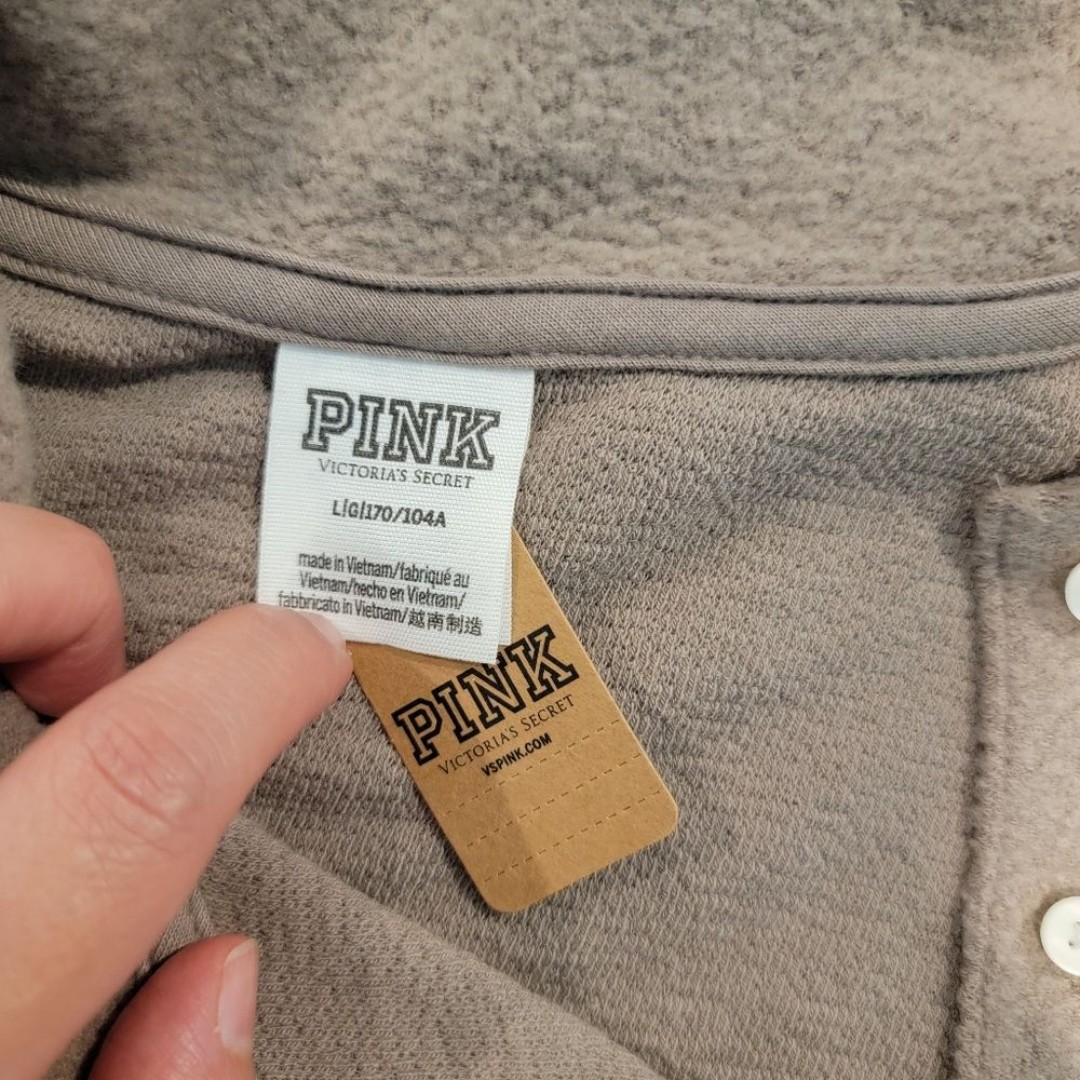 PINK
VICTORIA'S SECRET
L|G|170/104A
made in Vietnam/fabriqué au
Vietnam/hecho en Vietnam/
fabbricato in Vietnam/越南制造
PINK
VICTORIA'S SECRET
VSPINK.COM